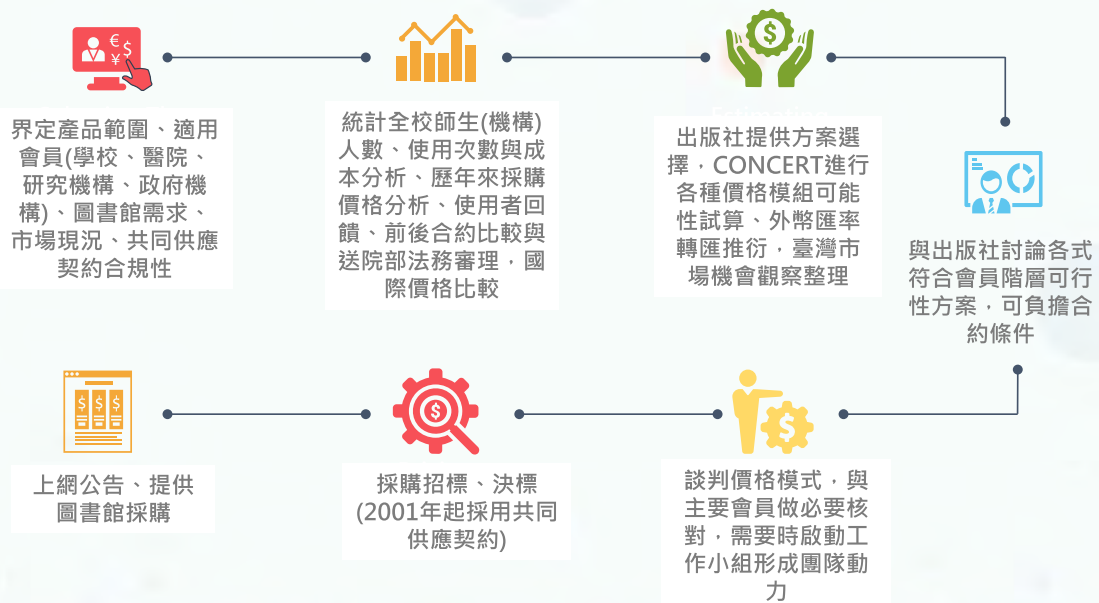 界定產品範圍、適用
會員(學校、醫院、
研究機構、政府機
構)、圖書館需求、
市場現況、共同供應
契約合規性
統計全校師生(機構)
人數、使用次數與成
本分析、歷年來採購
價格分析、使用者回
饋、前後合約比較與
送院部法務審理，國
際價格比較
出版社提供方案選
擇，CONCERT進行
各種價格模組可能
性試算、外幣匯率
轉匯推衍，臺灣市
場機會觀察整理
與出版社討論各式
符合會員階層可行
性方案，可負擔合
約條件
談判價格模式，與
主要會員做必要核
對，需要時啟動工
作小組形成團隊動
力
採購招標、決標
(2001年起採用共同
供應契約)
上網公告、提供
圖書館採購